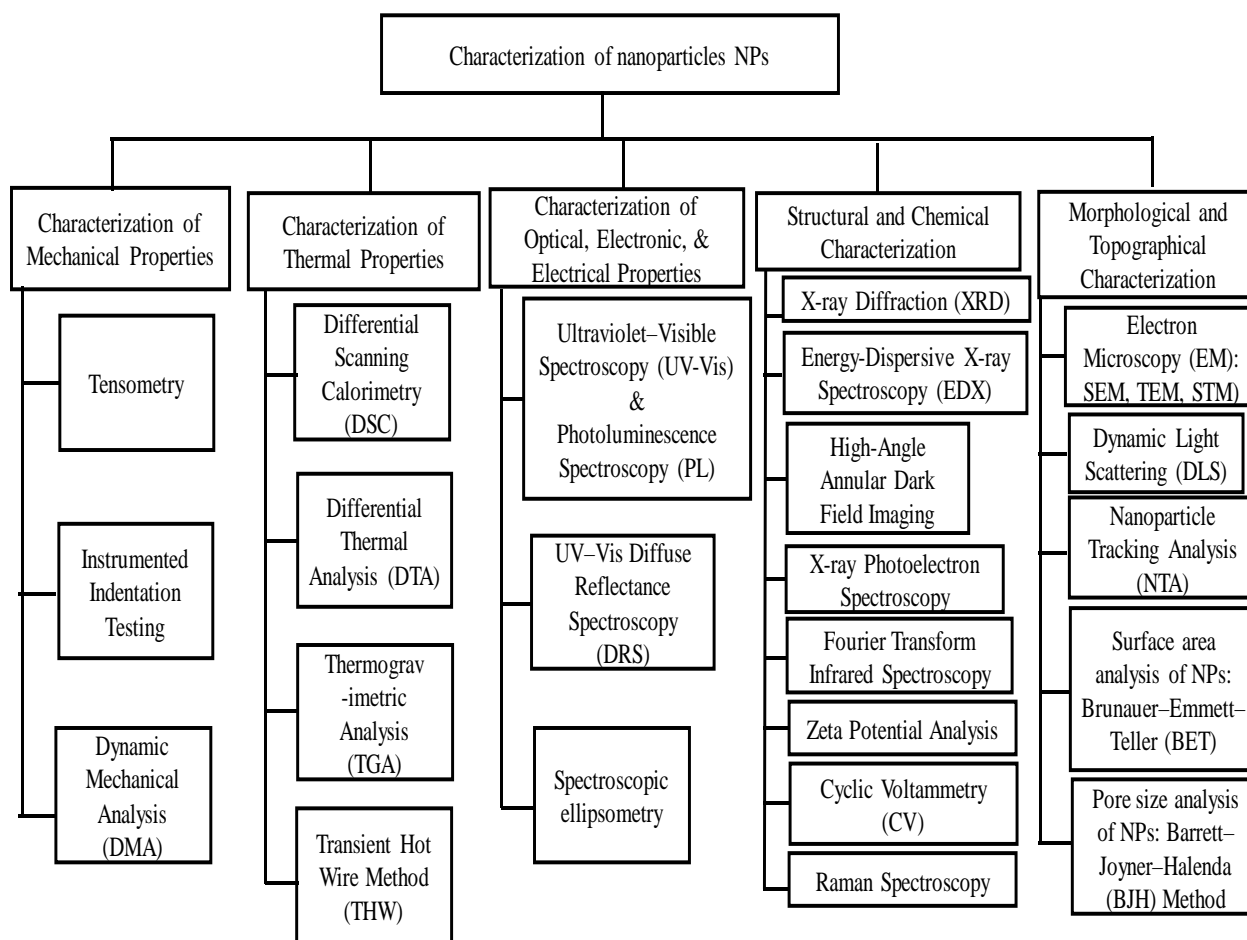 Characterization of nanoparticles NPs
Characterization of
Mechanical Properties
Tensometry
Instrumented
Indentation
Testing
Dynamic
Mechanical
Analysis
(DMA)
Characterization of
Thermal Properties
Differential
Scanning
Calorimetry
(DSC)
Differential
Thermal
Analysis (DTA)
Thermograv
-imetric
Analysis
(TGA)
Transient Hot
Wire Method
(THW)
Characterization of
Optical, Electronic, &
Electrical Properties
Ultraviolet–Visible
Spectroscopy (UV-Vis)
&
Photoluminescence
Spectroscopy (PL)
UV–Vis Diffuse
Reflectance
Spectroscopy
(DRS)
Spectroscopic
ellipsometry
Structural and Chemical
Characterization
X-ray Diffraction (XRD)
Energy-Dispersive X-ray
Spectroscopy (EDX)
High-Angle
Annular Dark
Field Imaging
X-ray Photoelectron
Spectroscopy
Fourier Transform
Infrared Spectroscopy
Zeta Potential Analysis
Cyclic Voltammetry
(CV)
Raman Spectroscopy
Morphological and
Topographical
Characterization
Electron
Microscopy (EM):
SEM, TEM, STM)
Dynamic Light
Scattering (DLS)
Nanoparticle
Tracking Analysis
(NTA)
Surface area
analysis of NPs:
Brunauer–Emmett–
Teller (BET)
Pore size analysis
of NPs: Barrett–
Joyner–Halenda
(BJH) Method